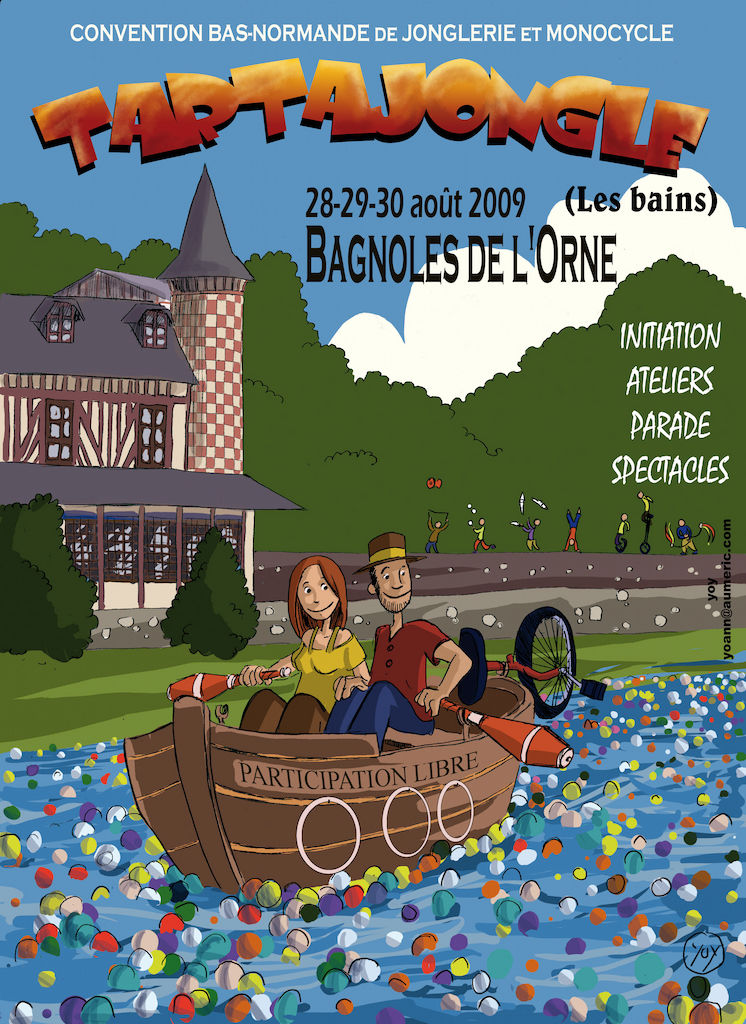 CONVENTION BAS-NORMANDE DE JONGLERIE ET MONOCYCLE
TARTAJONGLE
28-29-30 août 2009
(Les bains)
BAGNOLES DE L'ORNE
INITIATION
ATELIERS
PARADE
SPECTACLES
yoy
yoann@aumeric.com
PARTICIPATION LIBRE
YOY